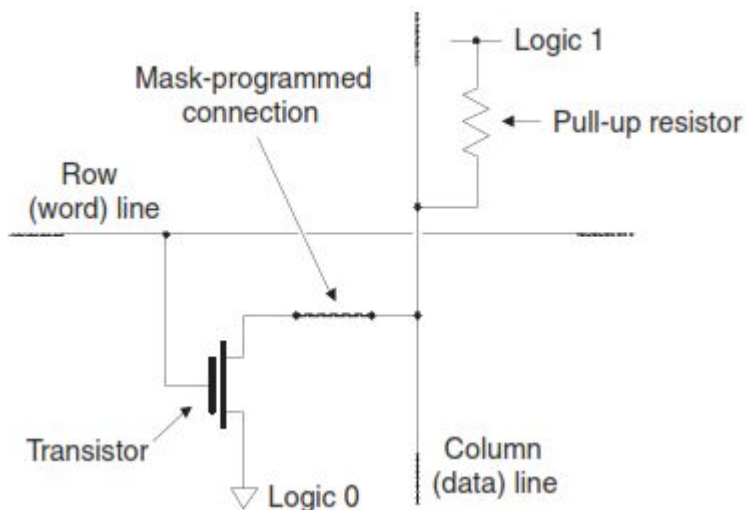 Logic 1
Mask-programmed
connection
Pull-up resistor
Row
(word) line
Transistor
Column
(data) line
Logic 0